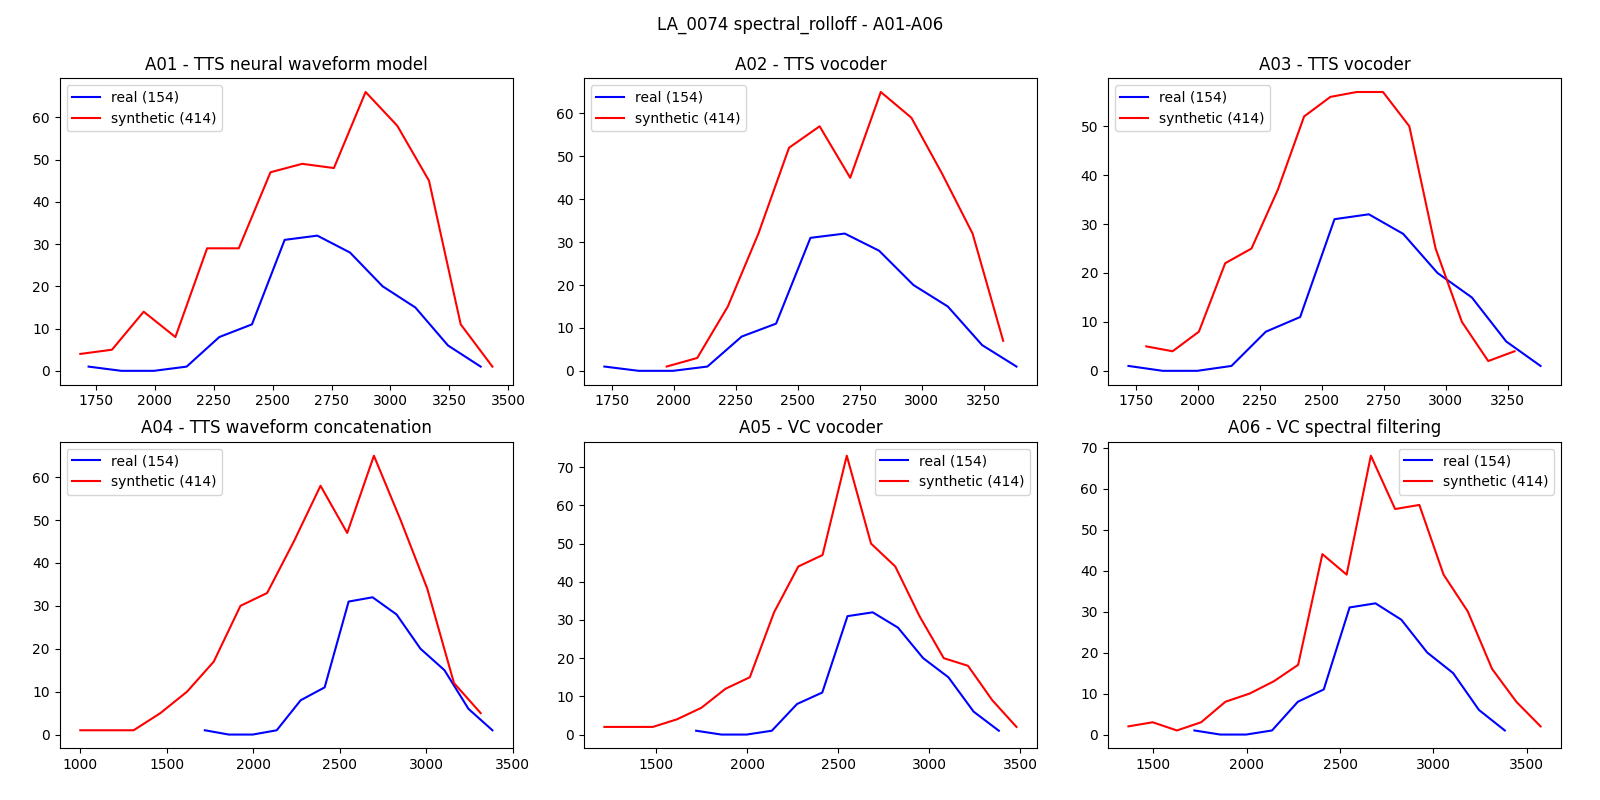 LA_0074 spectral_rolloff - A01-A06
A01 - TTS neural waveform model
real (154)
synthetic (414)
60
50
40
30
20
10
0
1750 2000 2250 2500 2750 3000 3250 3500
A02 - TTS vocoder
real (154)
synthetic (414)
60
50
40
30
20
10
0
1750 2000 2250 2500 2750 3000 3250
A03 - TTS vocoder
real (154)
synthetic (414)
50
40
30
20
10
0
1750 2000 2250 2500 2750 3000 3250
A04 - TTS waveform concatenation
real (154)
synthetic (414)
60
50
40
30
20
10
0
1000 1500 2000 2500 3000 3500
A05 - VC vocoder
real (154)
synthetic (414)
70
60
50
40
30
20
10
0
1500 2000 2500 3000 3500
A06 - VC spectral filtering
real (154)
synthetic (414)
70
60
50
40
30
20
10
0
1500 2000 2500 3000 3500